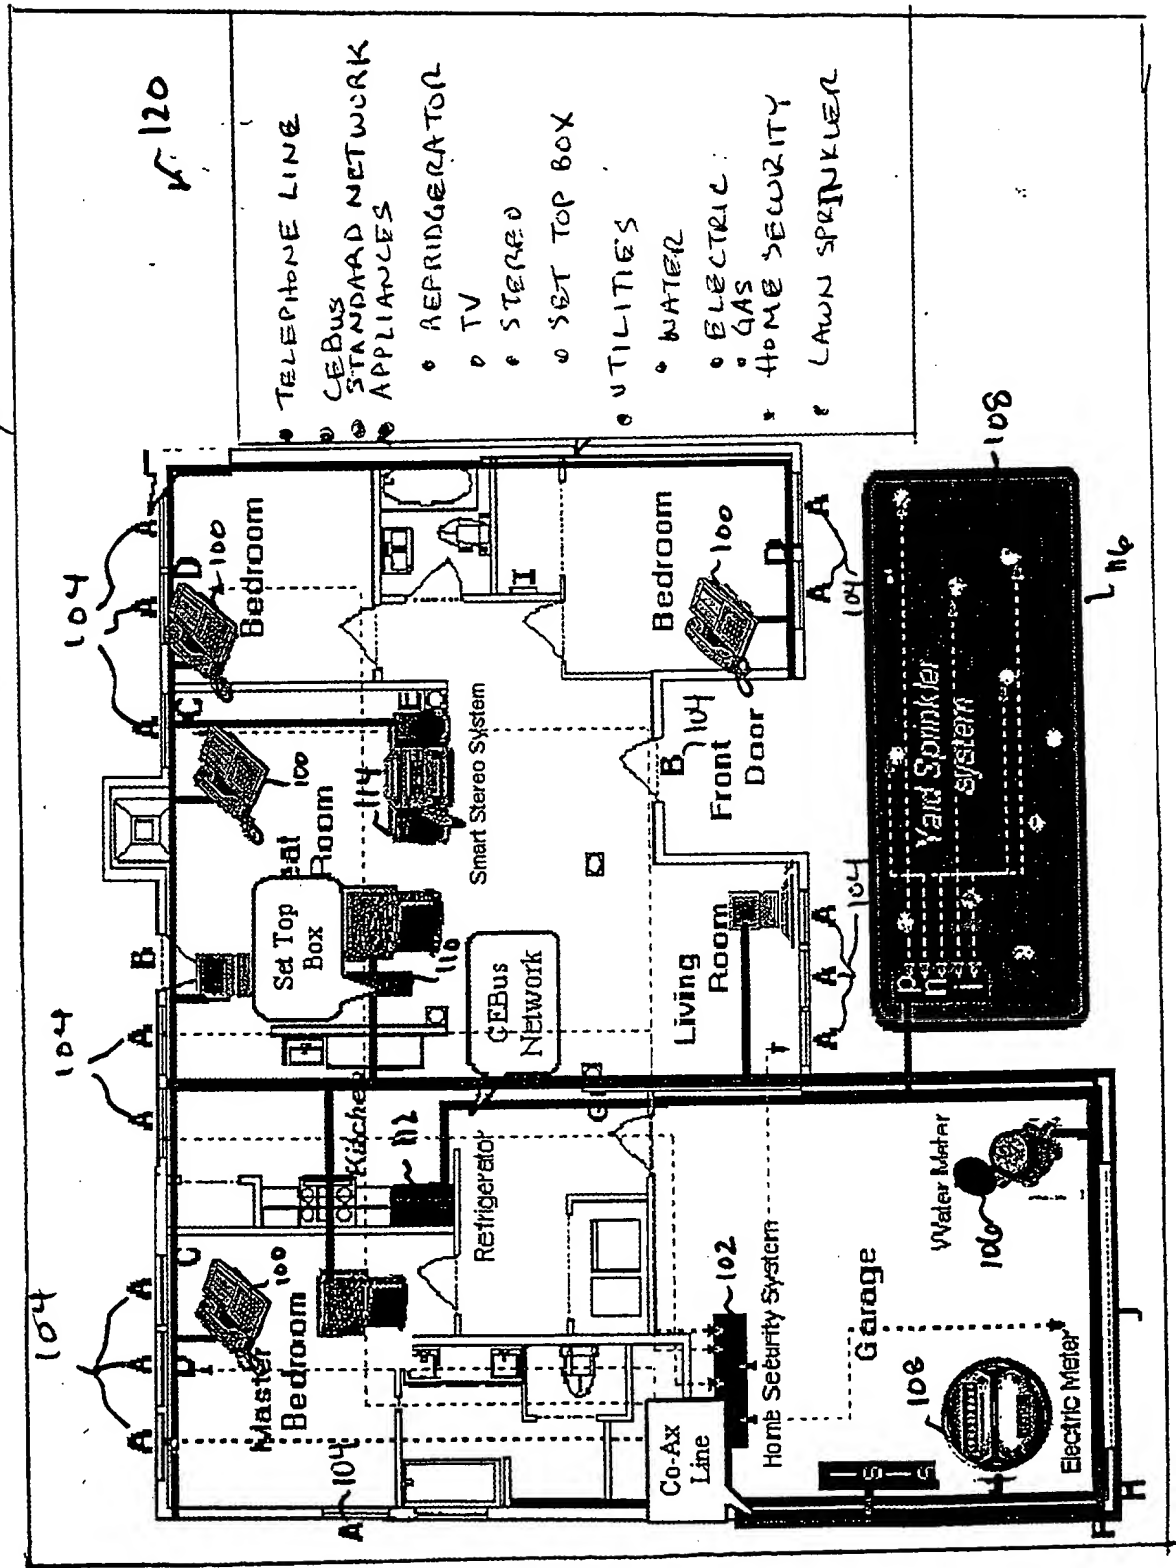 120
• TELEPHONE LINE
• CEBUS
• STANDARD NETWORK
• APPLIANCES
• REFRIDGERATOR
• TV
• STEREO
• SET TOP BOX
• UTILITIES
• WATER
• ELECTRIC
• GAS
• HOME SECURITY
• LAWN SPRINKLER
104
104
104
A
A
A
A
A
B
A
A
A
104
A
D
C
B
C
D
100
100
100
Master
Bedroom
Kitchen
112
Refrigerator
Set Top
Box
Room
110
114
E
Smart Stereo System
Bedroom
CEBus
Network
G
Living
Room
B
104
Front
Door
Bedroom
100
D
A
A
A
A
A
104
104
Co-Ax
Line
102
Home Security System
Garage
Water Meter
106
108
Electric Meter
H
F
H
J
108
Yard Sprinkler
system
116